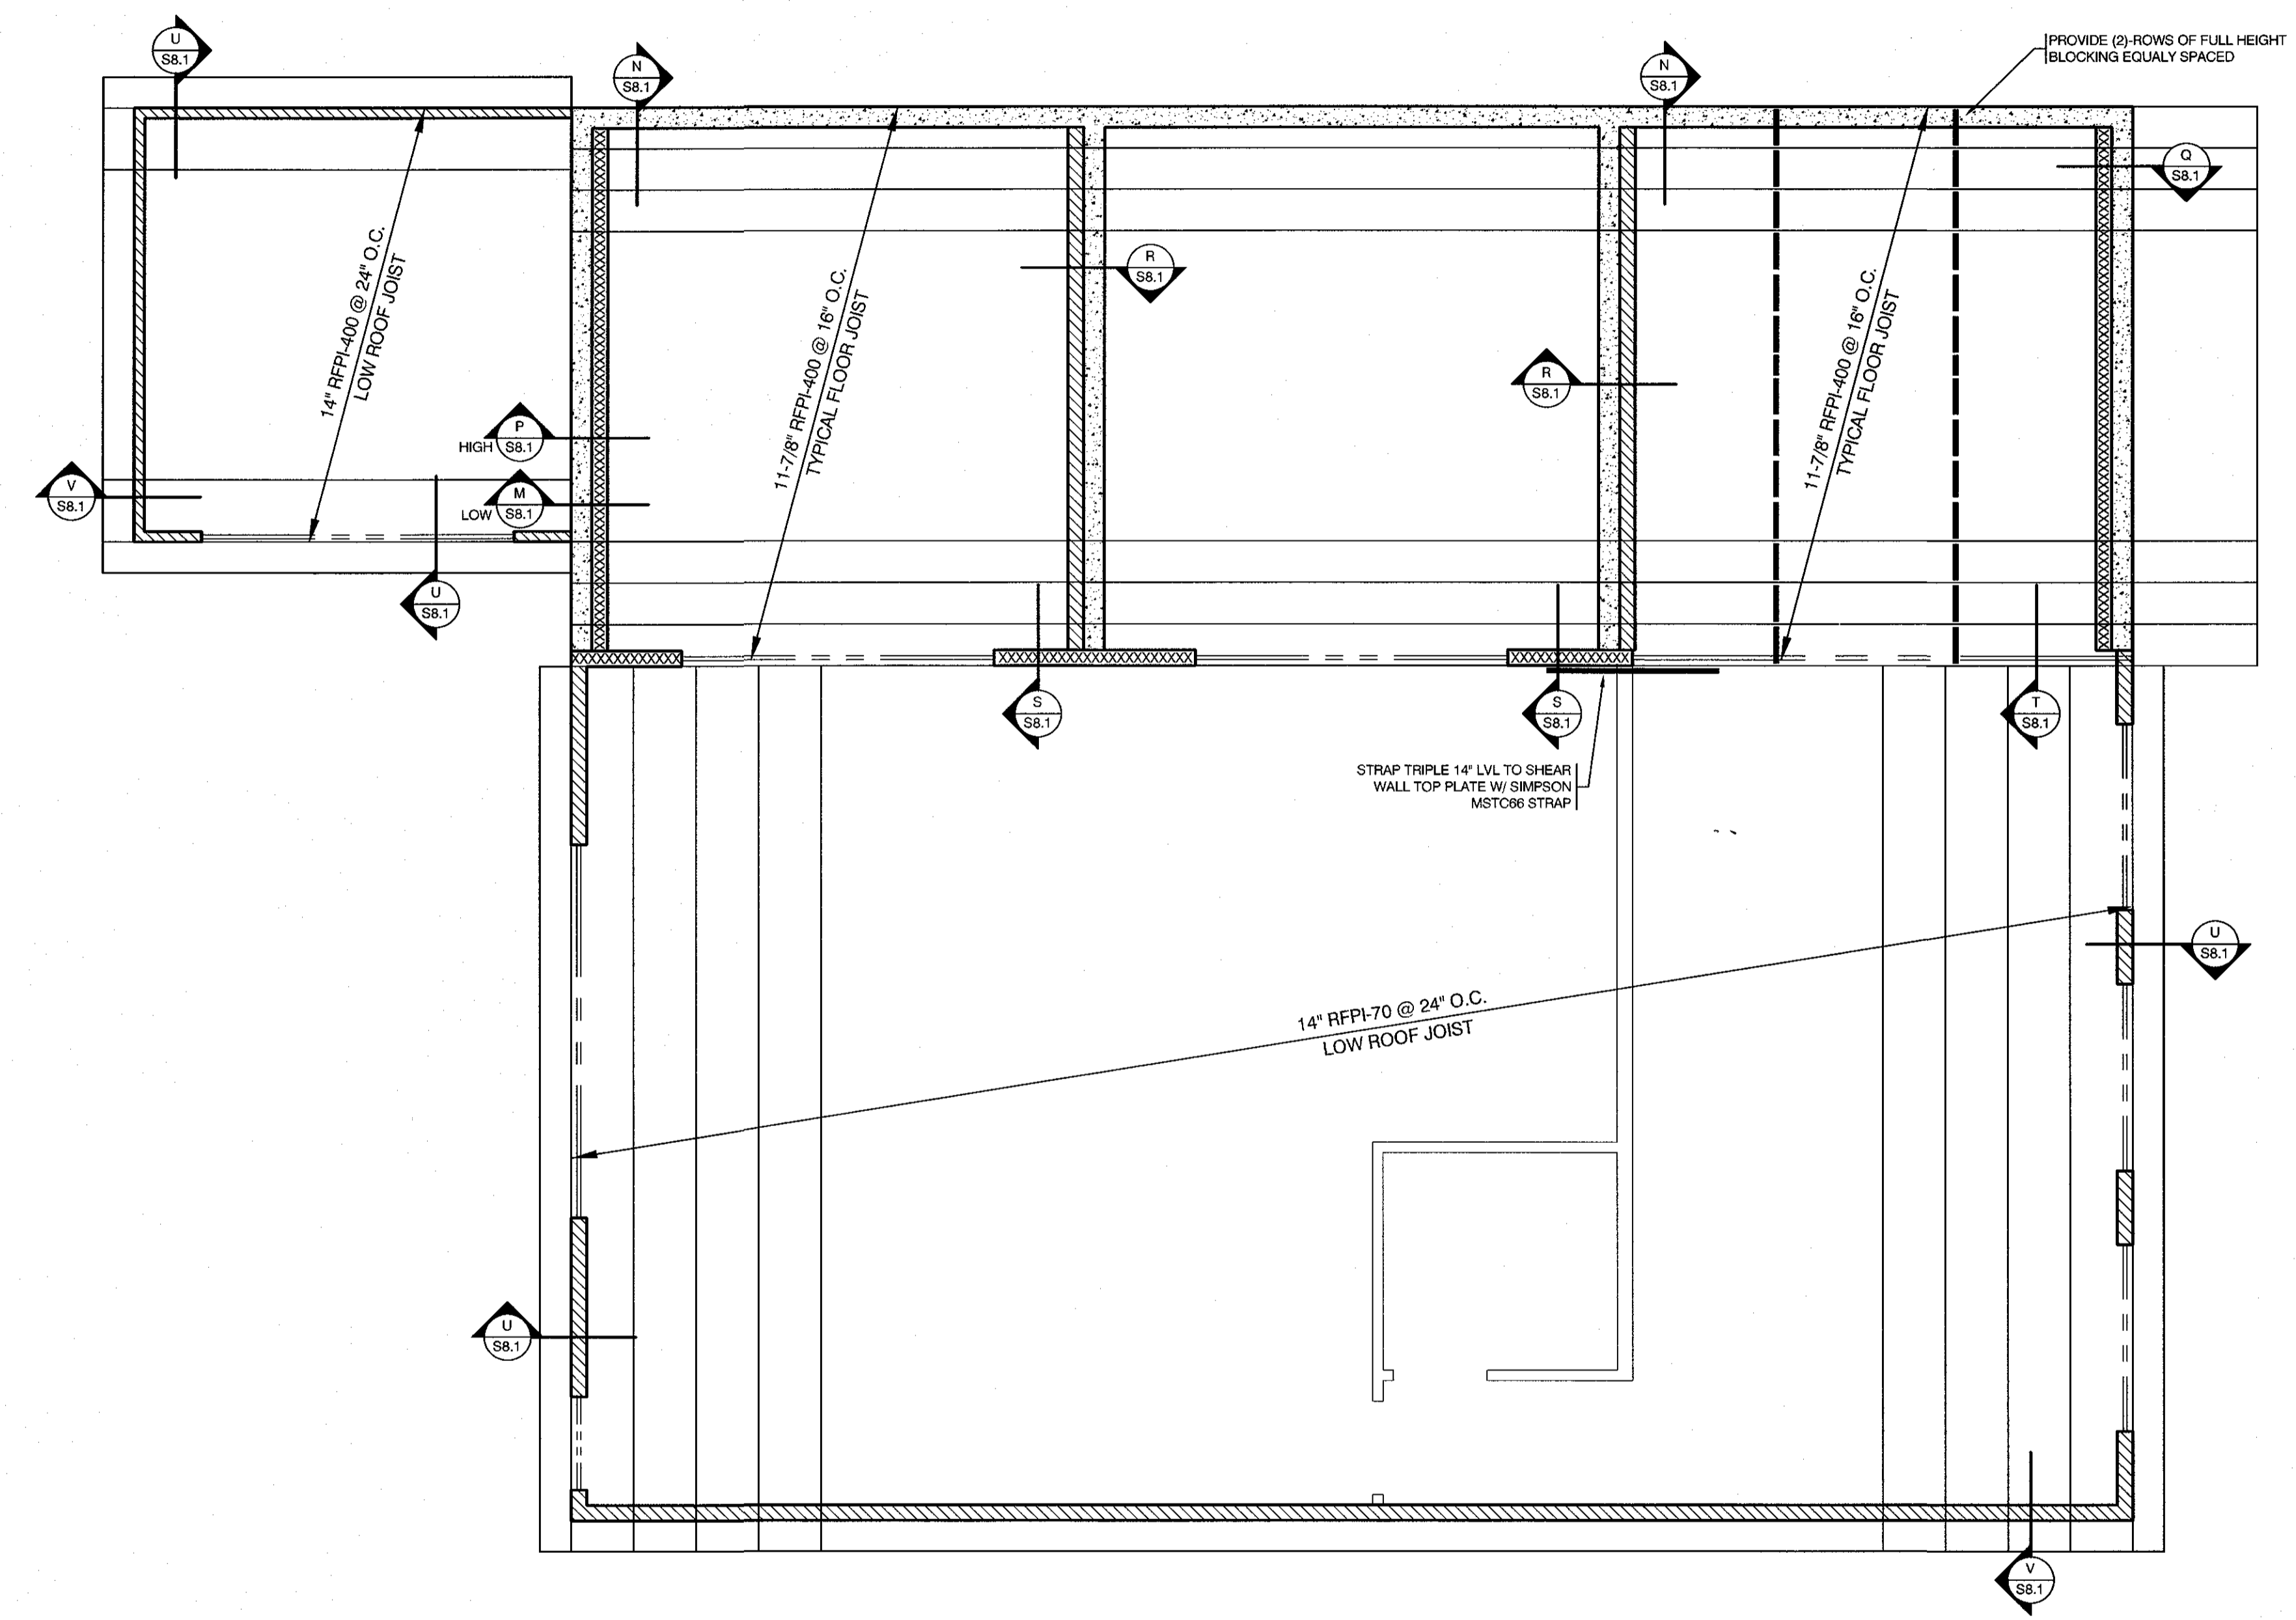 U
S8.1
N
S8.1
N
S8.1
PROVIDE (2)-ROWS OF FULL HEIGHT
BLOCKING EQUALY SPACED
Q
S8.1
R
S8.1
14" RFPI-400 @ 24" O.C.
LOW ROOF JOIST
11-7/8" RFPI-400 @ 16" O.C.
TYPICAL FLOOR JOIST
11-7/8" RFPI-400 @ 16" O.C.
TYPICAL FLOOR JOIST
R
S8.1
P
HIGH S8.1
V
S8.1
M
LOW S8.1
U
S8.1
S
S8.1
S
S8.1
T
S8.1
STRAP TRIPLE 14" LVL TO SHEAR
WALL TOP PLATE W/ SIMPSON
MSTC66 STRAP
U
S8.1
14" RFPI-70 @ 24" O.C.
LOW ROOF JOIST
U
S8.1
V
S8.1